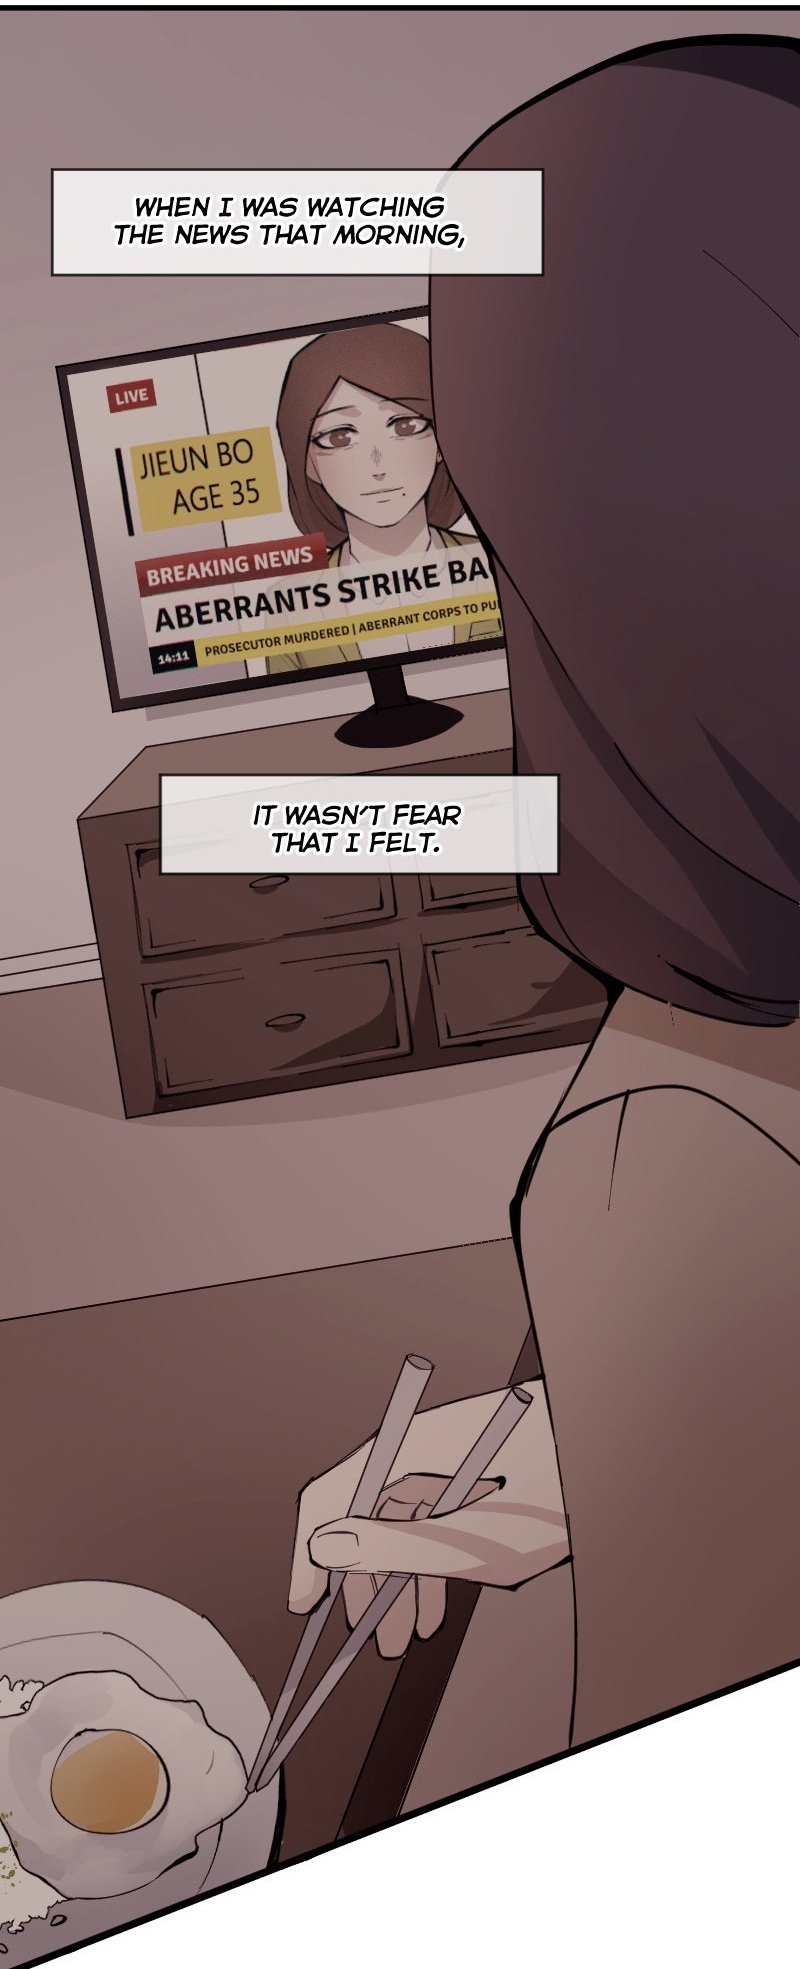 WHEN I WAS WATCHING
THE NEWS THAT MORNING,
LIVE
JIEUN BO
AGE 35
BREAKING NEWS
ABERRANTS STRIKE BA
14:11 PROSECUTOR MURDERED | ABERRANT CORPS TO PU
IT WASN'T FEAR
THAT I FELT.